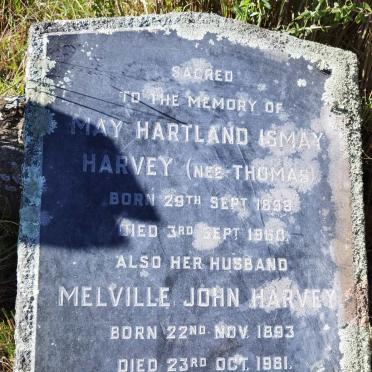 SACRED
TO THE MEMORY OF
MAY HARTLAND ISMAY
HARVEY (NEE THOMAS)
BORN 29TH SEPT 1898
DIED 3RD SEPT 1960.
ALSO HER HUSBAND
MELVILLE JOHN HARVEY
BORN 22ND NOV. 1893
DIED 23RD OCT. 1981.